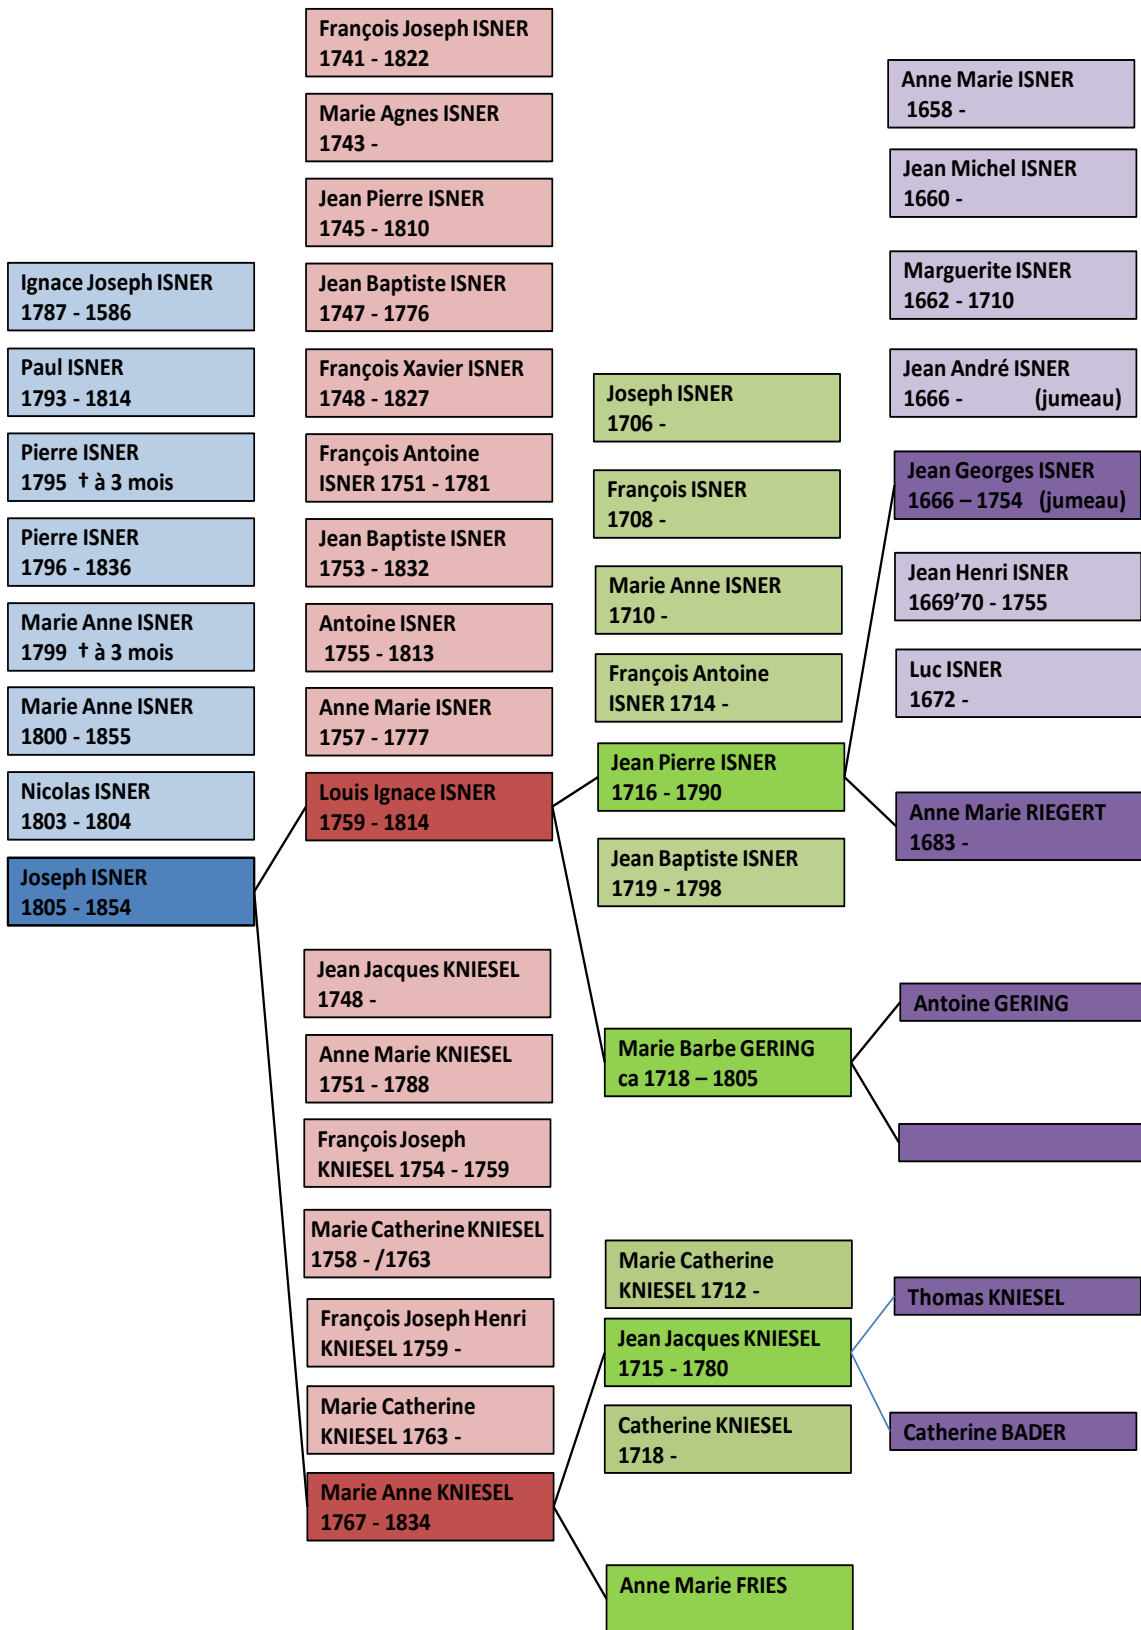 Ignace Joseph ISNER
1787 - 1586
Paul ISNER
1793 - 1814
Pierre ISNER
1795 † à 3 mois
Pierre ISNER
1796 - 1836
Marie Anne ISNER
1799 † à 3 mois
Marie Anne ISNER
1800 - 1855
Nicolas ISNER
1803 - 1804
Joseph ISNER
1805 - 1854
François Joseph ISNER
1741 - 1822
Marie Agnes ISNER
1743 -
Jean Pierre ISNER
1745 - 1810
Jean Baptiste ISNER
1747 - 1776
François Xavier ISNER
1748 - 1827
François Antoine
ISNER 1751 - 1781
Jean Baptiste ISNER
1753 - 1832
Antoine ISNER
1755 - 1813
Anne Marie ISNER
1757 - 1777
Louis Ignace ISNER
1759 - 1814
Jean Jacques KNIESEL
1748 -
Anne Marie KNIESEL
1751 - 1788
François Joseph
KNIESEL 1754 - 1759
Marie Catherine KNIESEL
1758 - /1763
François Joseph Henri
KNIESEL 1759 -
Marie Catherine
KNIESEL 1763 -
Marie Anne KNIESEL
1767 - 1834
Joseph ISNER
1706 -
François ISNER
1708 -
Marie Anne ISNER
1710 -
François Antoine
ISNER 1714 -
Jean Pierre ISNER
1716 - 1790
Jean Baptiste ISNER
1719 - 1798
Marie Barbe GERING
ca 1718 – 1805
Marie Catherine
KNIESEL 1712 -
Jean Jacques KNIESEL
1715 - 1780
Catherine KNIESEL
1718 -
Anne Marie FRIES
Anne Marie ISNER
1658 -
Jean Michel ISNER
1660 -
Marguerite ISNER
1662 - 1710
Jean André ISNER
1666 - (jumeau)
Jean Georges ISNER
1666 – 1754 (jumeau)
Jean Henri ISNER
1669'70 - 1755
Luc ISNER
1672 -
Anne Marie RIEGERT
1683 -
Antoine GERING
Thomas KNIESEL
Catherine BADER